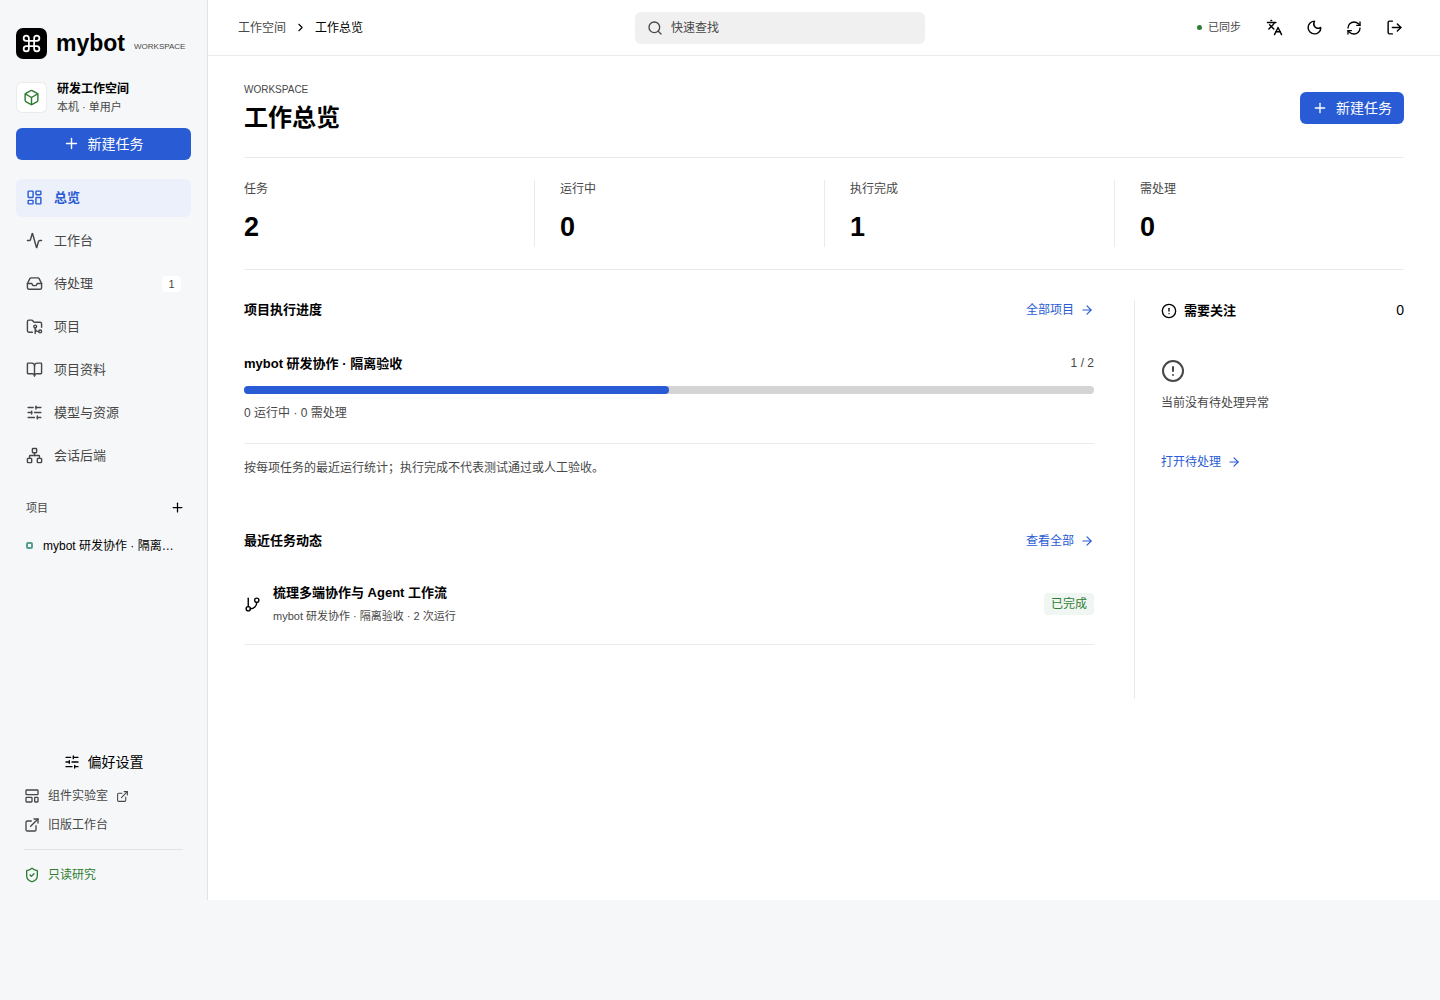 mybot WORKSPACE
研发工作空间
本机 · 单用户
新建任务
总览
工作台
待处理 1
项目
项目资料
模型与资源
会话后端
项目
mybot 研发协作 · 隔离...
偏好设置
组件实验室
旧版工作台
只读研究
工作空间 工作总览
快速查找
已同步
WORKSPACE
工作总览
新建任务
任务
2
运行中
0
执行完成
1
需处理
0
项目执行进度
全部项目
mybot 研发协作 · 隔离验收
1 / 2
0 运行中 · 0 需处理
按每项任务的最近运行统计；执行完成不代表测试通过或人工验收。
最近任务动态
查看全部
梳理多端协作与 Agent 工作流
mybot 研发协作 · 隔离验收 · 2 次运行
已完成
需要关注
0
当前没有待处理异常
打开待处理